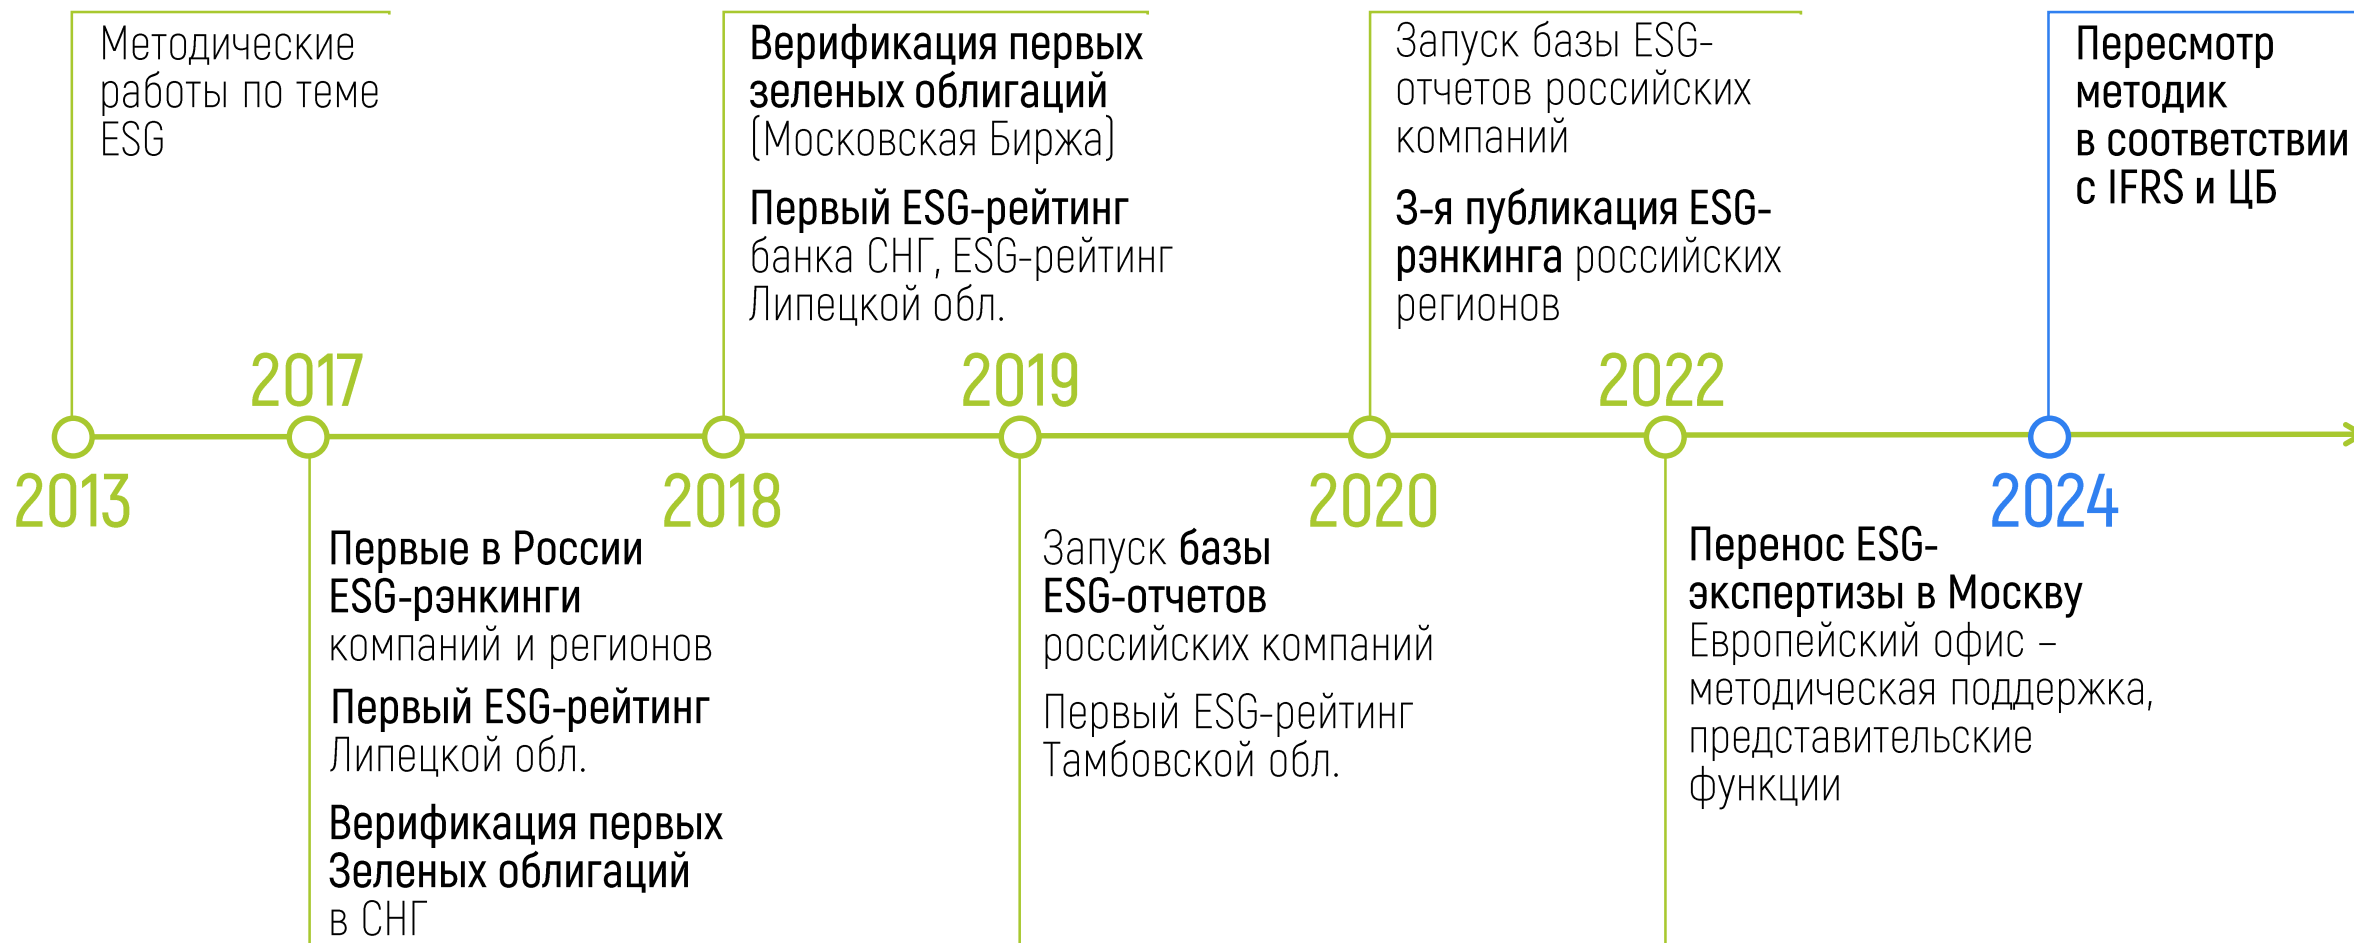 Методические
работы по теме
ESG
2013
2017
Первые в России
ESG-рэнкинги
компаний и регионов
Первый ESG-рейтинг
Липецкой обл.
Верификация первых
Зеленых облигаций
в СНГ
Верификация первых
зеленых облигаций
(Московская Биржа)
Первый ESG-рейтинг
банка СНГ, ESG-рейтинг
Липецкой обл.
2018
2019
Запуск базы
ESG-отчетов
российских компаний
Первый ESG-рейтинг
Тамбовской обл.
Запуск базы ESG-
отчетов российских
компаний
3-я публикация ESG-
рэнкинга российских
регионов
2020
2022
Перенос ESG-
экспертизы в Москву
Европейский офис –
методическая поддержка,
представительские
функции
Пересмотр
методик
в соответствии
с IFRS и ЦБ
2024